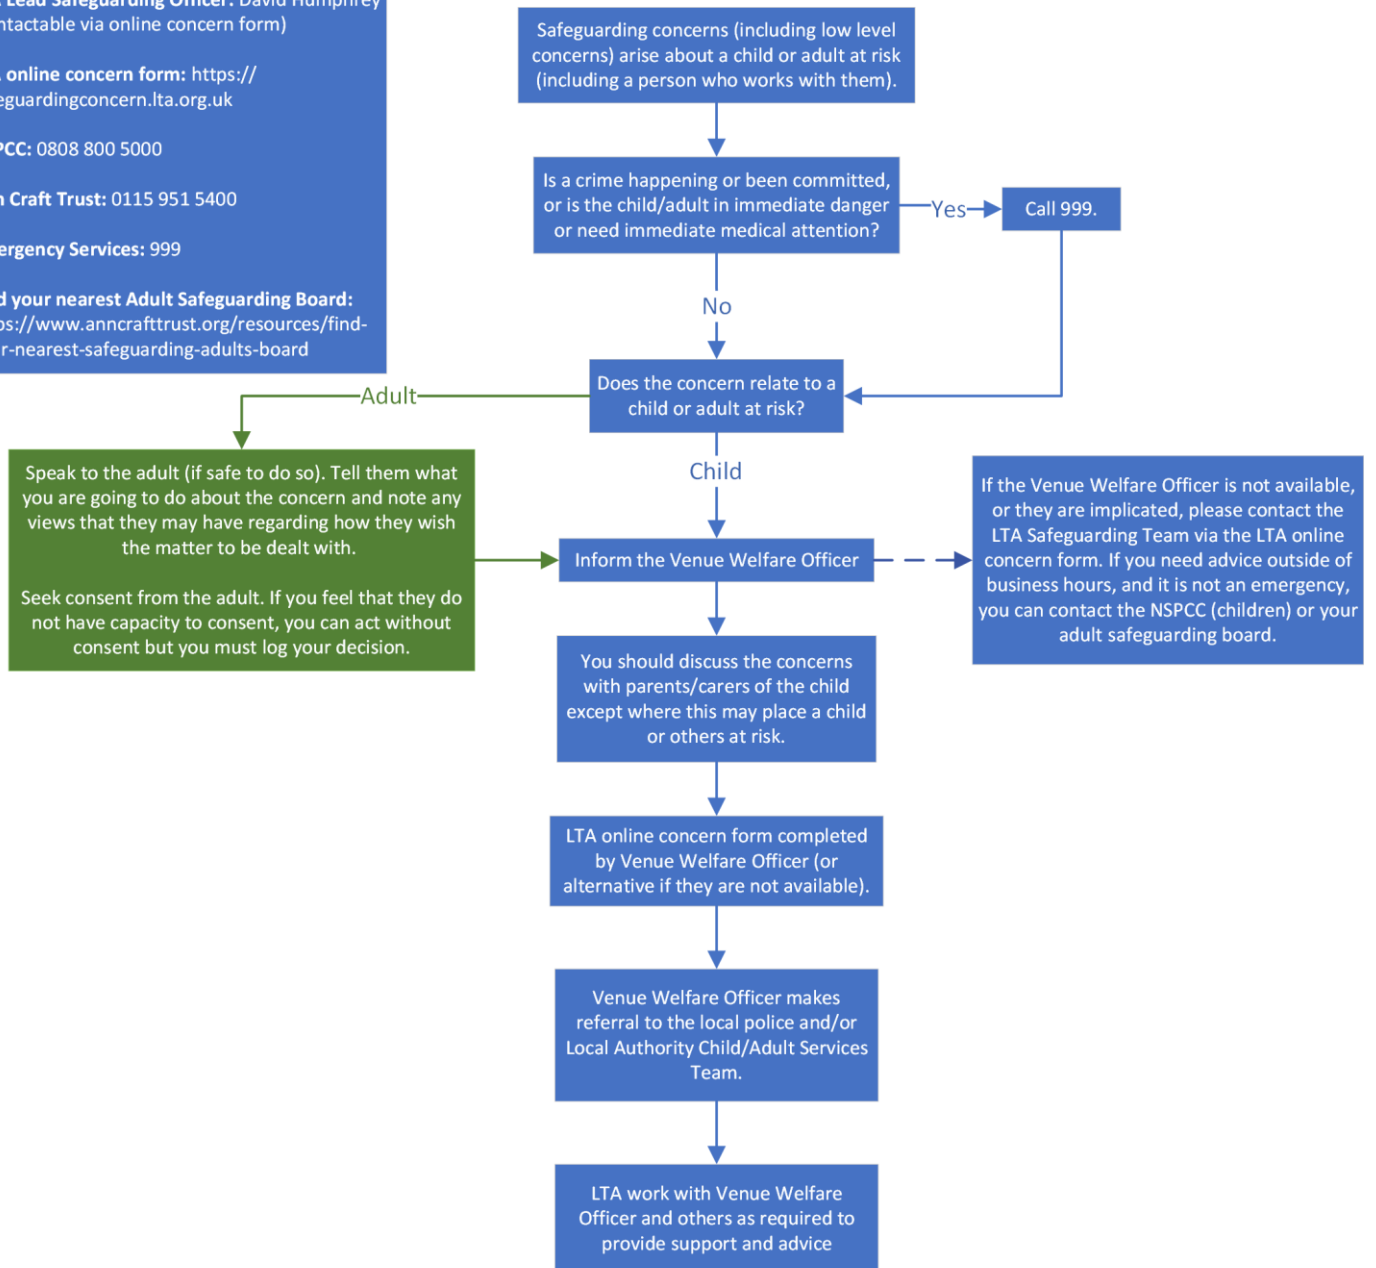 Lead Safeguarding Officer: David Humphrey
ntactable via online concern form)
online concern form: https://
eguardingconcern.lta.org.uk
PCC: 0808 800 5000
n Craft Trust: 0115 951 5400
ergency Services: 999
d your nearest Adult Safeguarding Board:
ps://www.anncrafttrust.org/resources/find-
r-nearest-safeguarding-adults-board
Safeguarding concerns (including low level
concerns) arise about a child or adult at risk
(including a person who works with them).
Is a crime happening or been committed,
or is the child/adult in immediate danger
or need immediate medical attention?
Yes
Call 999.
No
Does the concern relate to a
child or adult at risk?
Adult
Child
Speak to the adult (if safe to do so). Tell them what
you are going to do about the concern and note any
views that they may have regarding how they wish
the matter to be dealt with.
Seek consent from the adult. If you feel that they do
not have capacity to consent, you can act without
consent but you must log your decision.
Inform the Venue Welfare Officer
If the Venue Welfare Officer is not available,
or they are implicated, please contact the
LTA Safeguarding Team via the LTA online
concern form. If you need advice outside of
business hours, and it is not an emergency,
you can contact the NSPCC (children) or your
adult safeguarding board.
You should discuss the concerns
with parents/carers of the child
except where this may place a child
or others at risk.
LTA online concern form completed
by Venue Welfare Officer (or
alternative if they are not available).
Venue Welfare Officer makes
referral to the local police and/or
Local Authority Child/Adult Services
Team.
LTA work with Venue Welfare
Officer and others as required to
provide support and advice